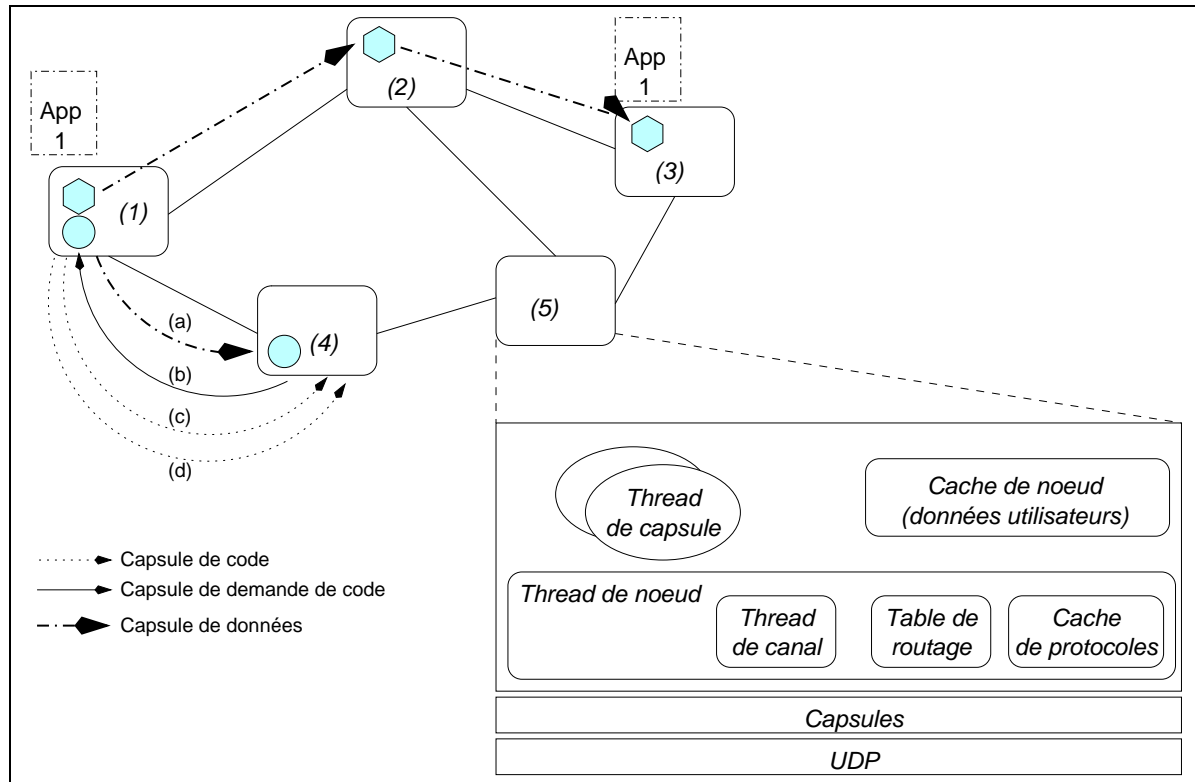 App
1
(2)
App
1
(1)
(3)
(4)
(5)
(a)
(b)
(c)
(d)
Thread
de capsule
Cache de noeud
(données utilisateurs)
Thread de noeud
Thread
de canal
Table de
routage
Cache
de protocoles
Capsules
UDP
Capsule de code
Capsule de demande de code
Capsule de données